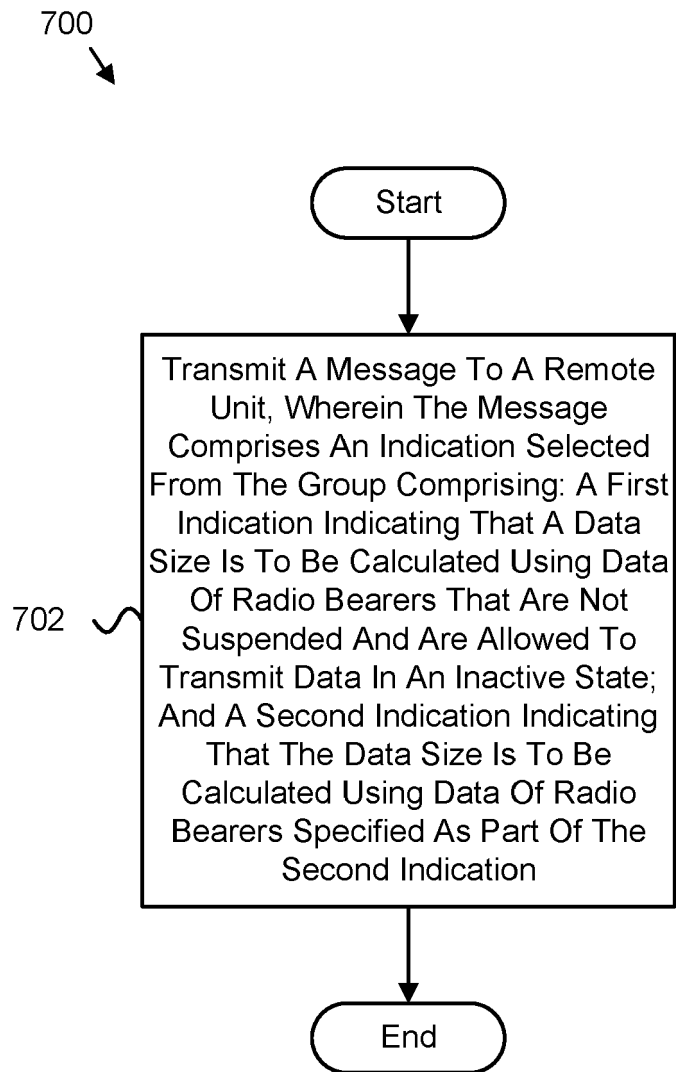 700
Start
Transmit A Message To A Remote
Unit, Wherein The Message
Comprises An Indication Selected
From The Group Comprising: A First
Indication Indicating That A Data
Size Is To Be Calculated Using Data
Of Radio Bearers That Are Not
Suspended And Are Allowed To
Transmit Data In An Inactive State;
And A Second Indication Indicating
That The Data Size Is To Be
Calculated Using Data Of Radio
Bearers Specified As Part Of The
Second Indication
702
End